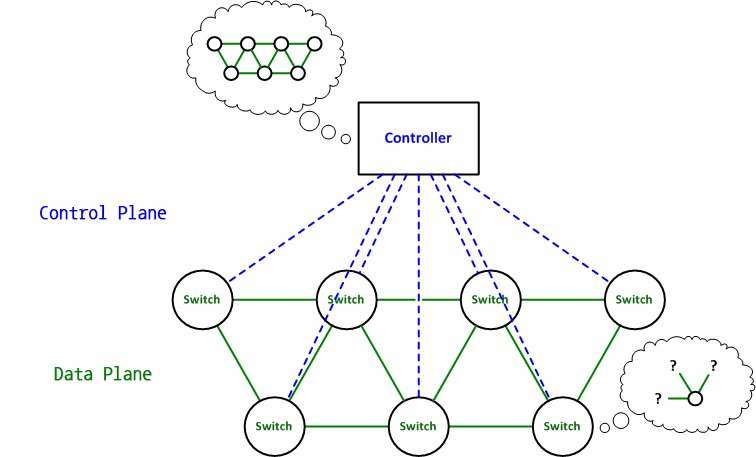 Controller
Control Plane
Switch
Switch
Switch
Switch
Data Plane
? ?
?
Switch
Switch
Switch